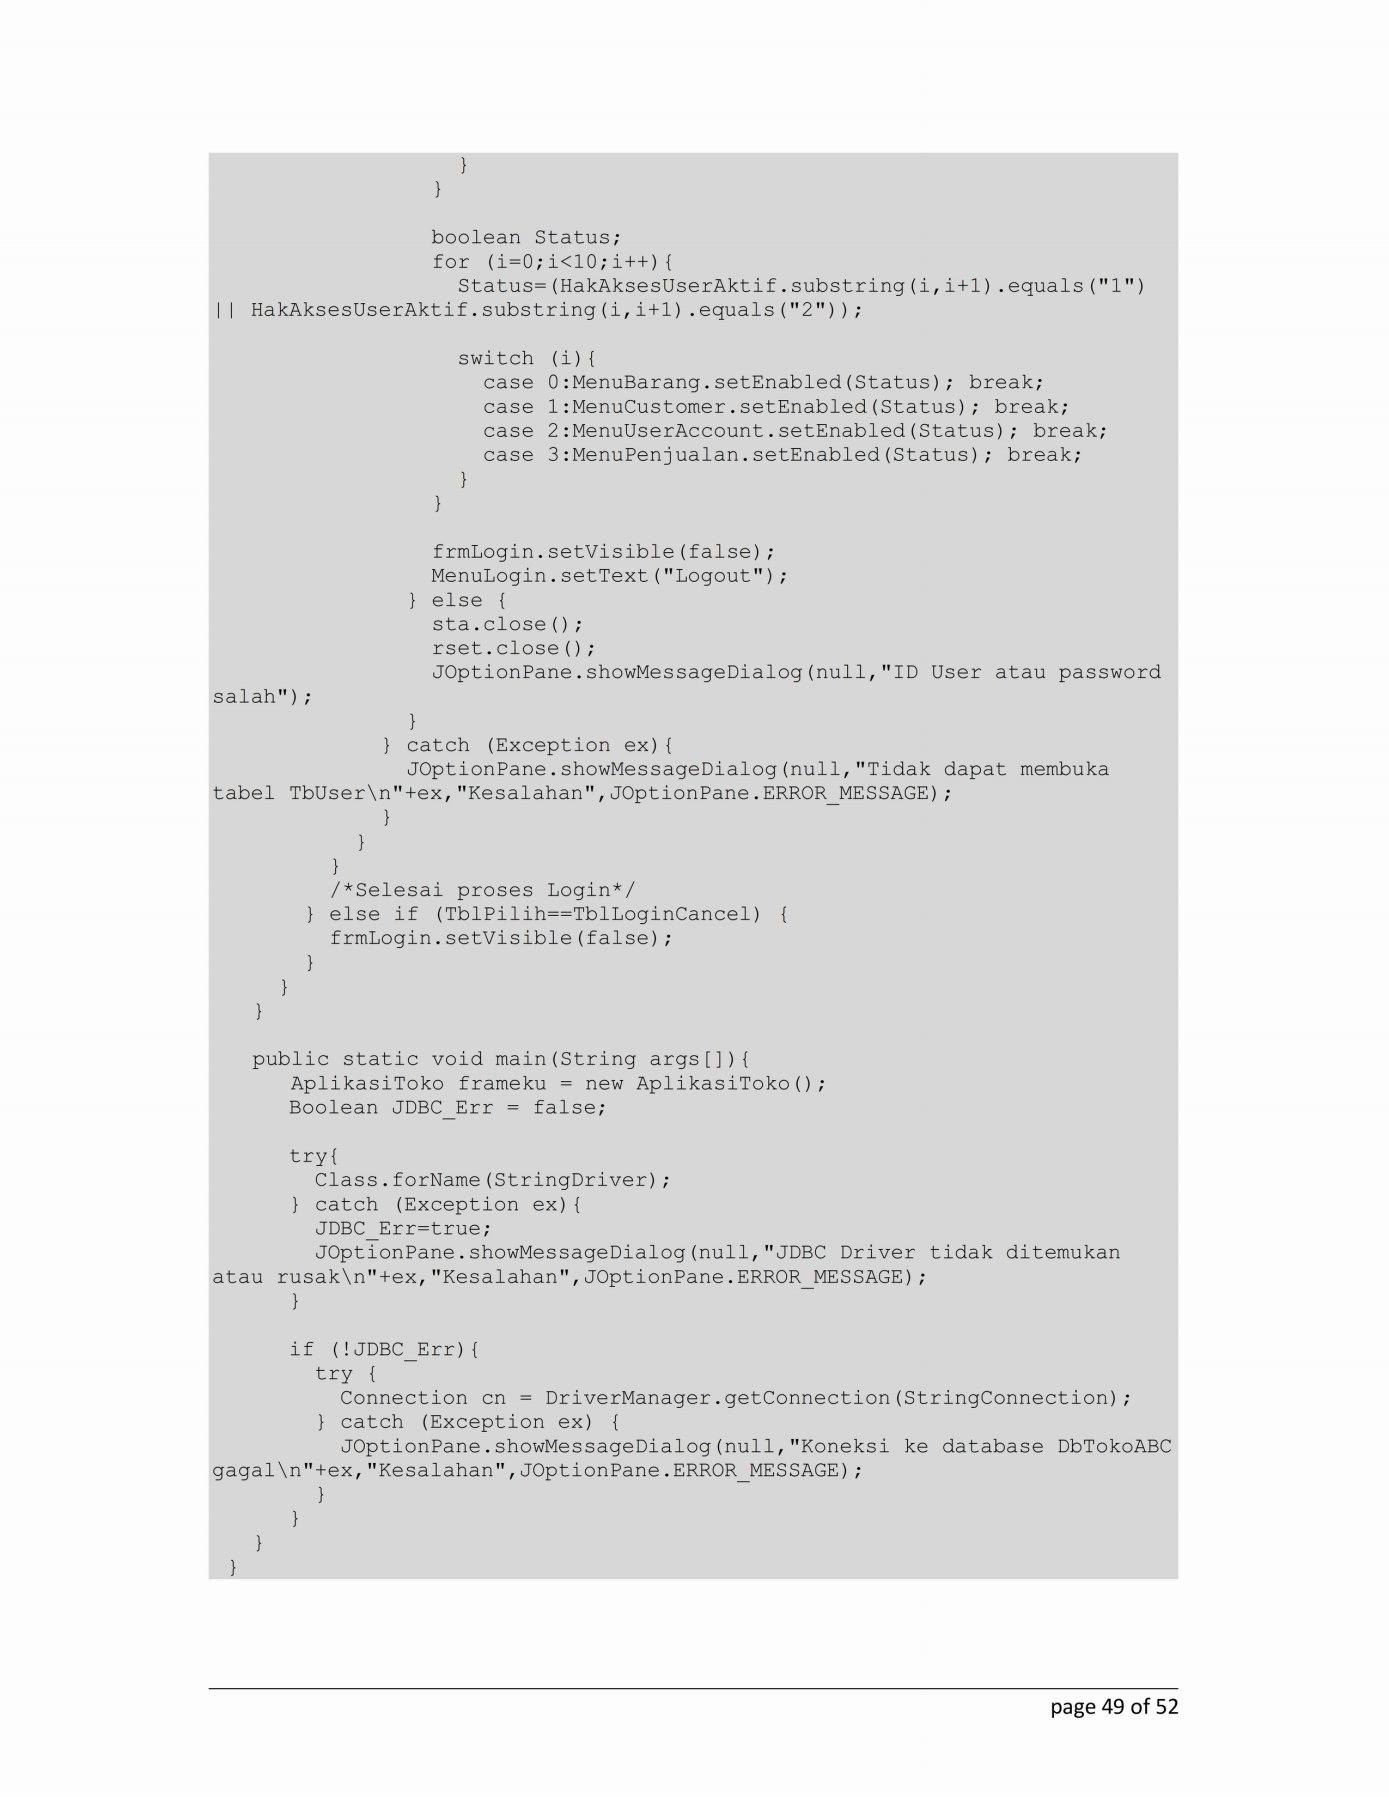 }
}
boolean Status;
for (i=0;i<10;i++){
Status=(HakAksesUserAktif.substring(i,i+1).equals("1")
|| HakAksesUserAktif.substring(i,i+1).equals("2"));
switch (i){
case 0:MenuBarang.setEnabled(Status); break;
case 1:MenuCustomer.setEnabled(Status); break;
case 2:MenuUserAccount.setEnabled(Status); break;
case 3:MenuPenjualan.setEnabled(Status); break;
}
}
frmLogin.setVisible(false);
MenuLogin.setText("Logout");
} else {
sta.close();
rset.close();
JOptionPane.showMessageDialog(null,"ID User atau password
salah");
}
} catch (Exception ex){
JOptionPane.showMessageDialog(null,"Tidak dapat membuka
tabel TbUser\n"+ex,"Kesalahan",JOptionPane.ERROR_MESSAGE);
}
}
}
/*Selesai proses Login*/
} else if (TblPilih==TblLoginCancel) {
frmLogin.setVisible(false);
}
}
}
public static void main(String args[]){
AplikasiToko frameku = new AplikasiToko();
Boolean JDBC_Err = false;
try{
Class.forName(StringDriver);
} catch (Exception ex){
JDBC_Err=true;
JOptionPane.showMessageDialog(null,"JDBC Driver tidak ditemukan
atau rusak\n"+ex,"Kesalahan",JOptionPane.ERROR_MESSAGE);
}
if (!JDBC_Err){
try {
Connection cn = DriverManager.getConnection(StringConnection);
} catch (Exception ex) {
JOptionPane.showMessageDialog(null,"Koneksi ke database DbTokoABC
gagal\n"+ex,"Kesalahan",JOptionPane.ERROR_MESSAGE);
}
}
}
}
page 49 of 52